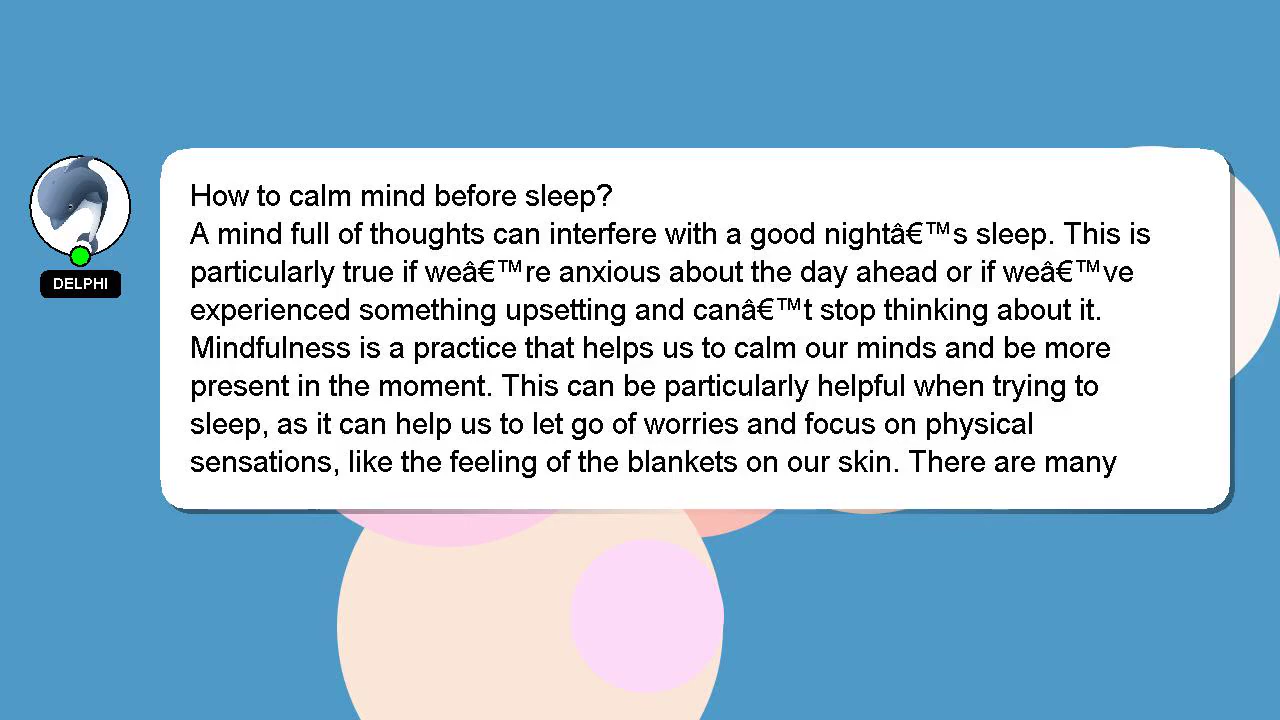 How to calm mind before sleep?
A mind full of thoughts can interfere with a good nightâ€™s sleep. This is
particularly true if weâ€™re anxious about the day ahead or if weâ€™ve
experienced something upsetting and canâ€™t stop thinking about it.
Mindfulness is a practice that helps us to calm our minds and be more
present in the moment. This can be particularly helpful when trying to
sleep, as it can help us to let go of worries and focus on physical
sensations, like the feeling of the blankets on our skin. There are many
DELPHI